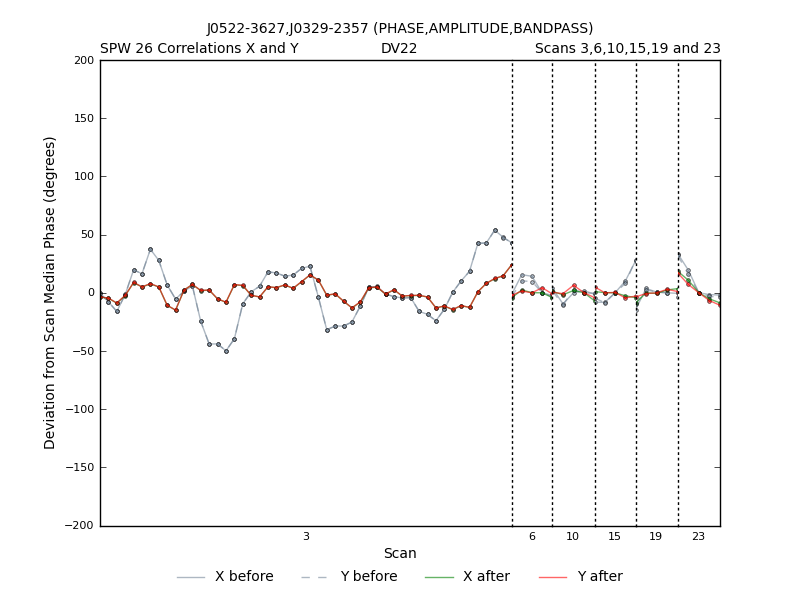 J0522-3627,J0329-2357 (PHASE,AMPLITUDE,BANDPASS)
SPW 26 Correlations X and Y DV22 Scans 3,6,10,15,19 and 23
200
150
100
50
0
−50
−100
−150
−200
Deviation from Scan Median Phase (degrees)
3 6 10 15 19 23
Scan
X before Y before X after Y after